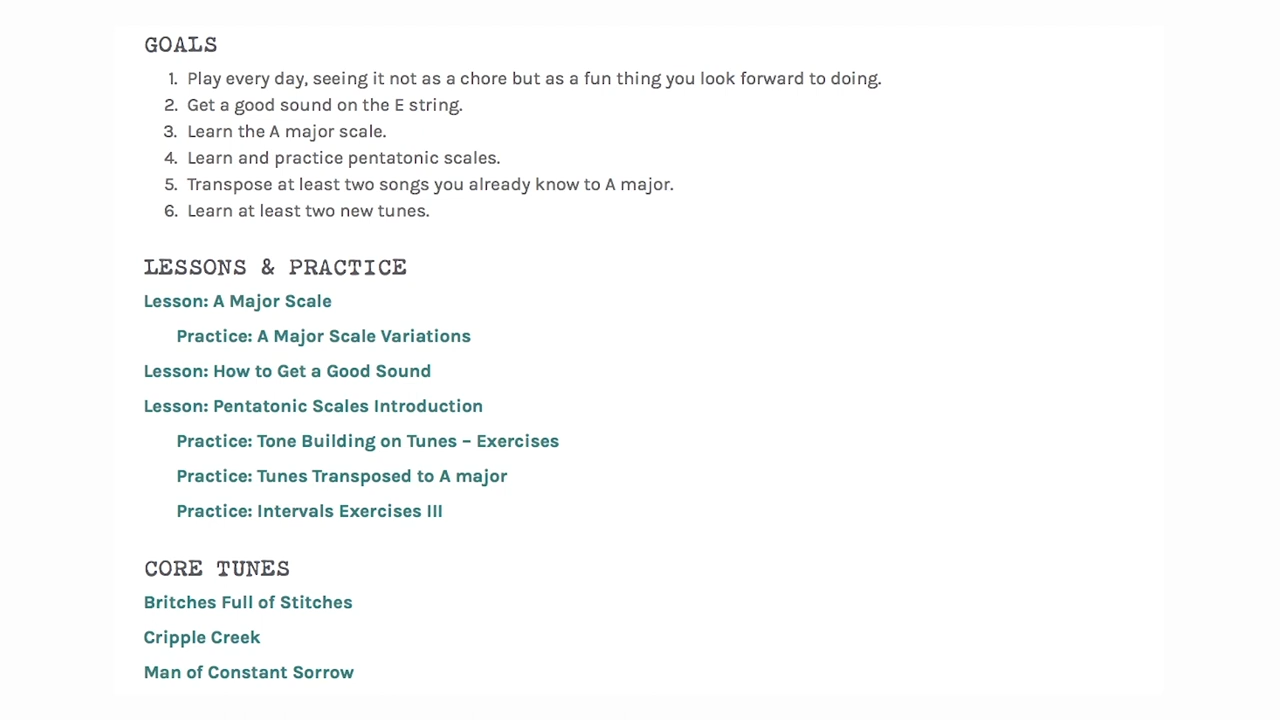 GOALS
1. Play every day, seeing it not as a chore but as a fun thing you look forward to doing.
2. Get a good sound on the E string.
3. Learn the A major scale.
4. Learn and practice pentatonic scales.
5. Transpose at least two songs you already know to A major.
6. Learn at least two new tunes.
LESSONS & PRACTICE
Lesson: A Major Scale
Practice: A Major Scale Variations
Lesson: How to Get a Good Sound
Lesson: Pentatonic Scales Introduction
Practice: Tone Building on Tunes – Exercises
Practice: Tunes Transposed to A major
Practice: Intervals Exercises III
CORE TUNES
Britches Full of Stitches
Cripple Creek
Man of Constant Sorrow